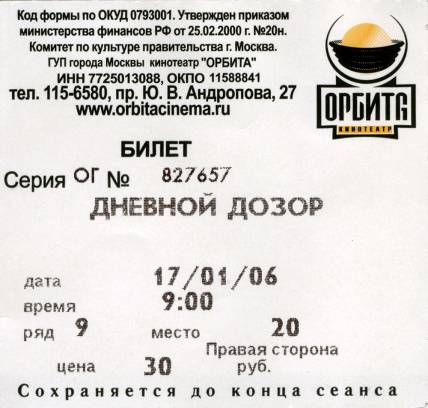 Код формы по ОКУД 0793001. Утвержден приказом
министерства финансов РФ от 25.02.2000 г. №20н.
Комитет по культуре правительства г. Москва.
ГУП города Москвы кинотеатр "ОРБИТА"
ИНН 7725013088, ОКПО 11588841
тел. 115-6580, пр. Ю. В. Андропова, 27
www.orbitacinema.ru
ОРБИТА
КИНОТЕАТР
БИЛЕТ
Серия ОГ № 827657
ДНЕВНОЙ ДОЗОР
дата 17/01/06
время 9:00
ряд 9 место 20
Правая сторона
цена 30 руб.
Сохраняется до конца сеанса